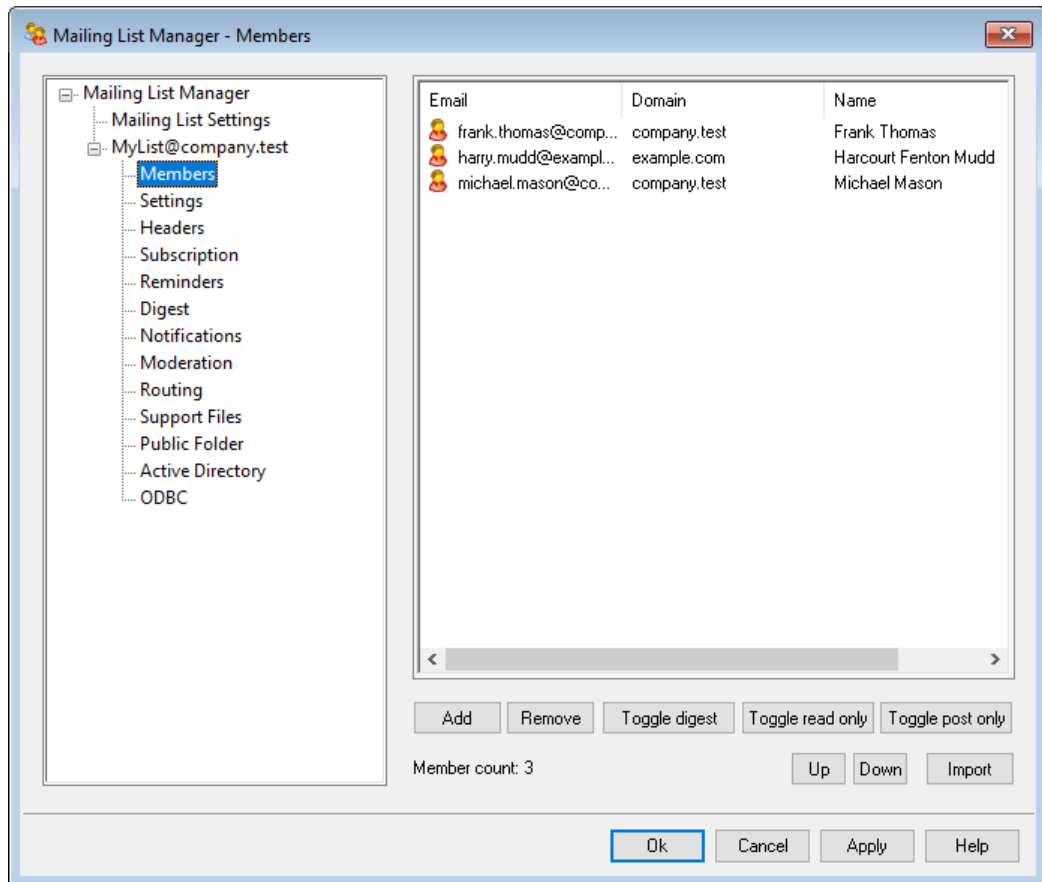 Mailing List Manager - Members
Mailing List Manager
Mailing List Settings
MyList@company.test
Members
Settings
Headers
Subscription
Reminders
Digest
Notifications
Moderation
Routing
Support Files
Public Folder
Active Directory
ODBC
Email Domain Name
frank.thomas@comp... company.test Frank Thomas
harry.mudd@exampl... example.com Harcourt Fenton Mudd
michael.mason@co... company.test Michael Mason
Add Remove Toggle digest Toggle read only Toggle post only
Member count: 3 Up Down Import
Ok Cancel Apply Help